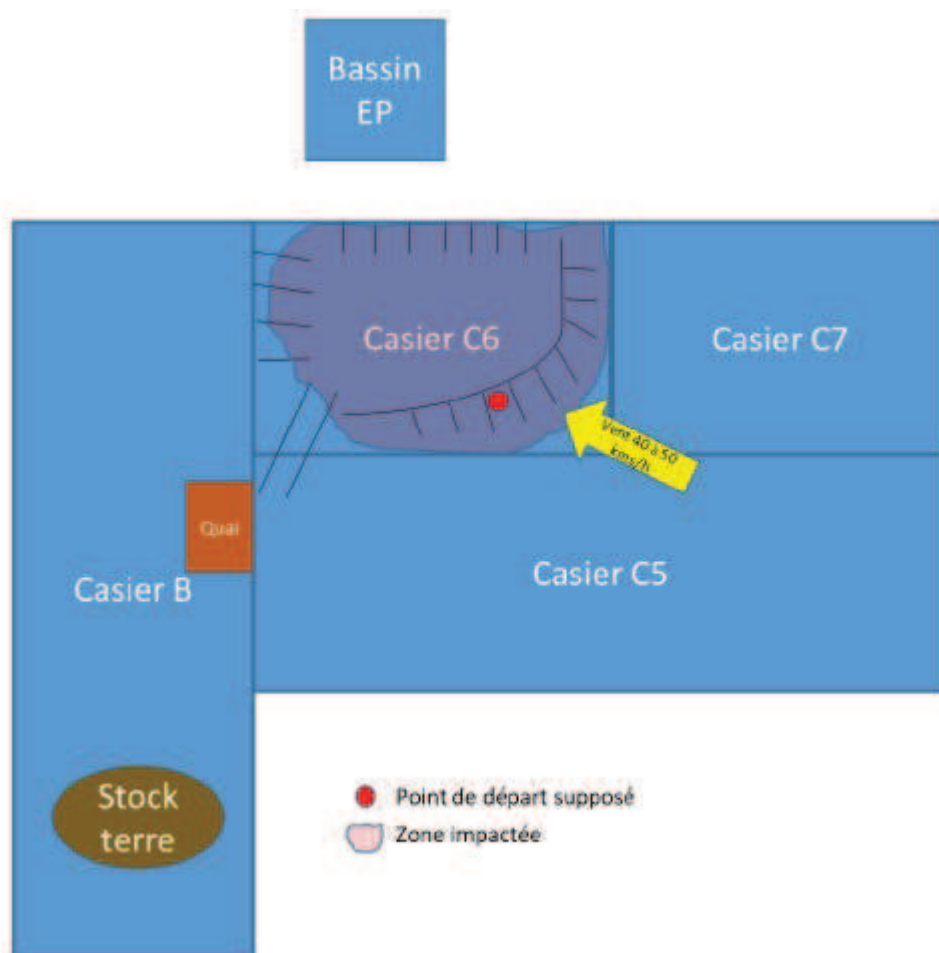 Bassin
EP
Casier C6
Casier C7
Vent 40 à 50
kms/h
Quai
Casier B
Casier C5
Stock
terre
Point de départ supposé
Zone impactée